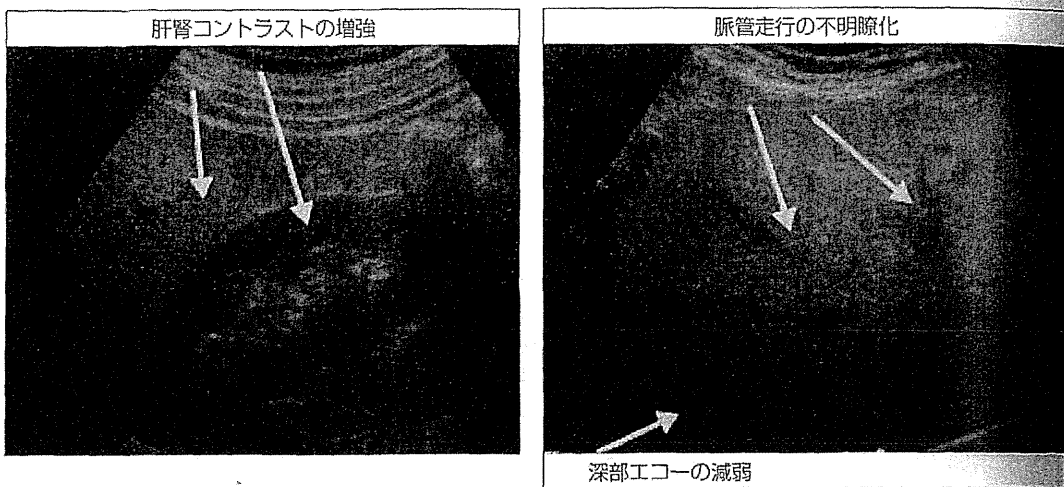 肝腎コントラストの増強
脈管走行の不明瞭化
深部エコーの減弱